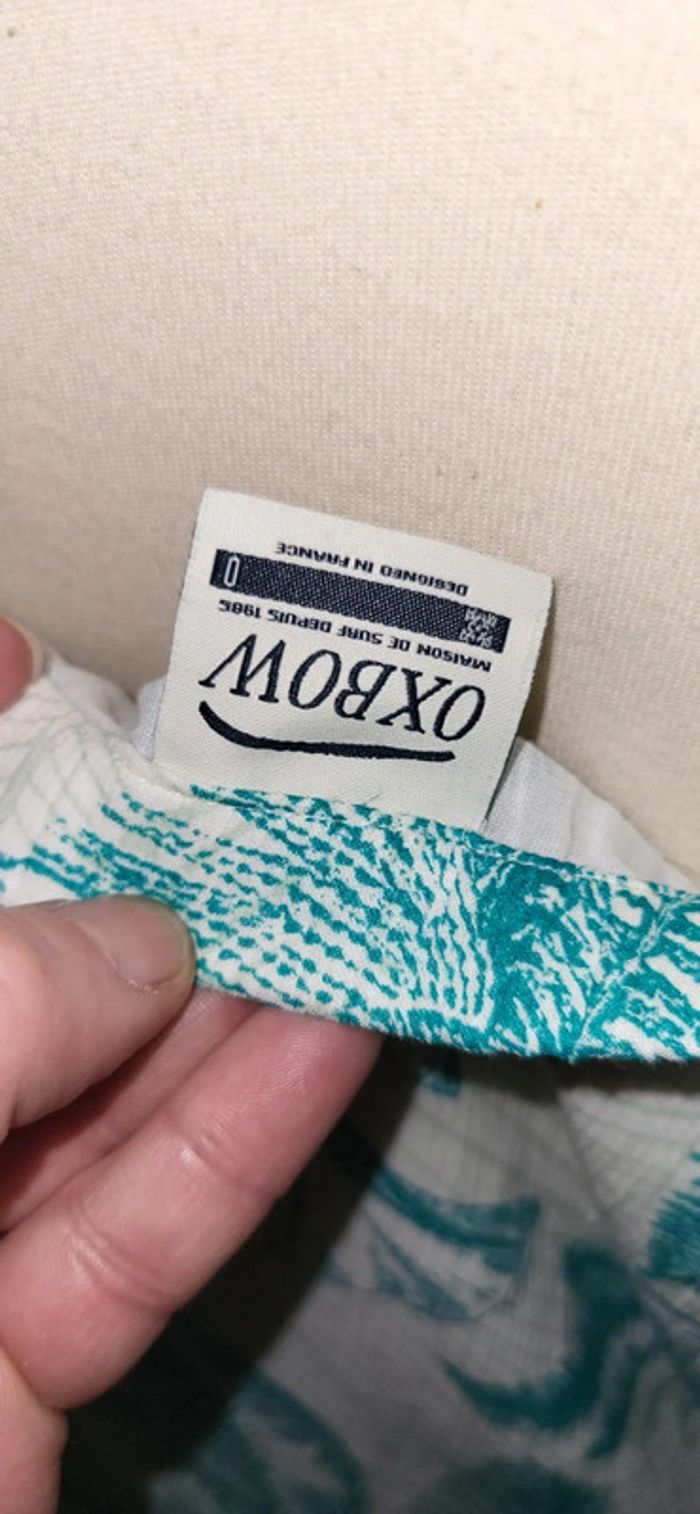 OXBOW
MAISON DE SURF DEPUIS 1985
0
DESIGNED IN FRANCE